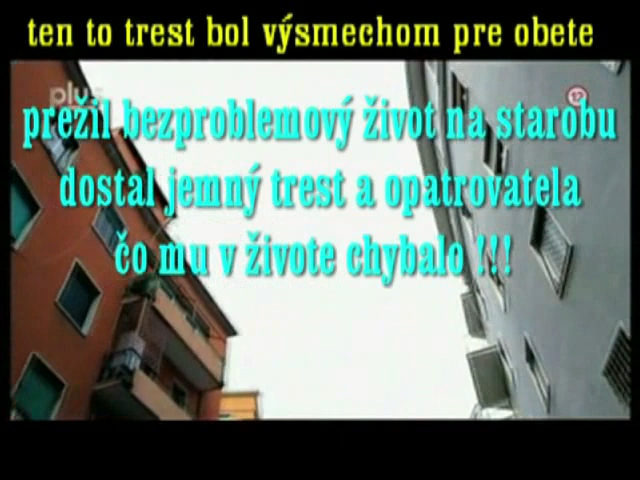 ten to trest bol výsmechom pre obete
plus
12
prežil bezproblemový život na starobu
dostal jemný trest a opatrovatela
čo mu v živote chybalo !!!